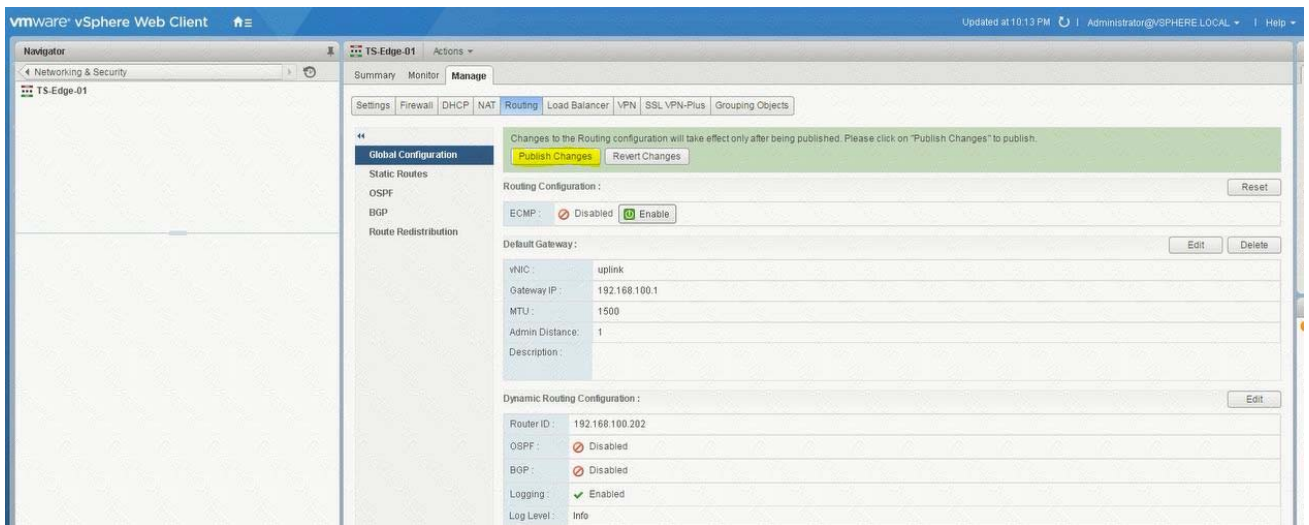 vmware® vSphere Web Client
Updated at 10:13 PM | Administrator@VSPHERE.LOCAL | Help
Navigator
Networking & Security
TS-Edge-01
TS-Edge-01 Actions
Summary Monitor Manage
Settings Firewall DHCP NAT Routing Load Balancer VPN SSL VPN-Plus Grouping Objects
Global Configuration
Static Routes
OSPF
BGP
Route Redistribution
Changes to the Routing configuration will take effect only after being published. Please click on "Publish Changes" to publish.
Publish Changes Revert Changes
Routing Configuration :
Reset
ECMP : Disabled Enable
Default Gateway :
Edit Delete
vNIC : uplink
Gateway IP : 192.168.100.1
MTU : 1500
Admin Distance: 1
Description :
Dynamic Routing Configuration :
Edit
Router ID : 192.168.100.202
OSPF : Disabled
BGP : Disabled
Logging : Enabled
Log Level : Info